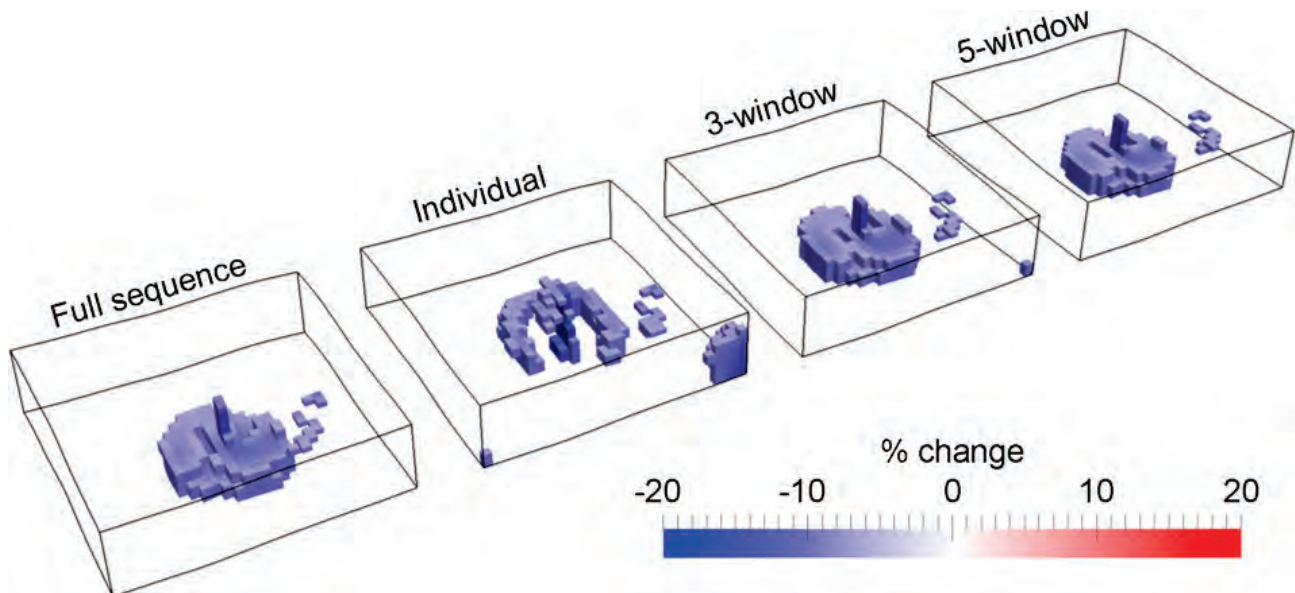 5-window
3-window
Individual
Full sequence
% change
-20 -10 0 10 20